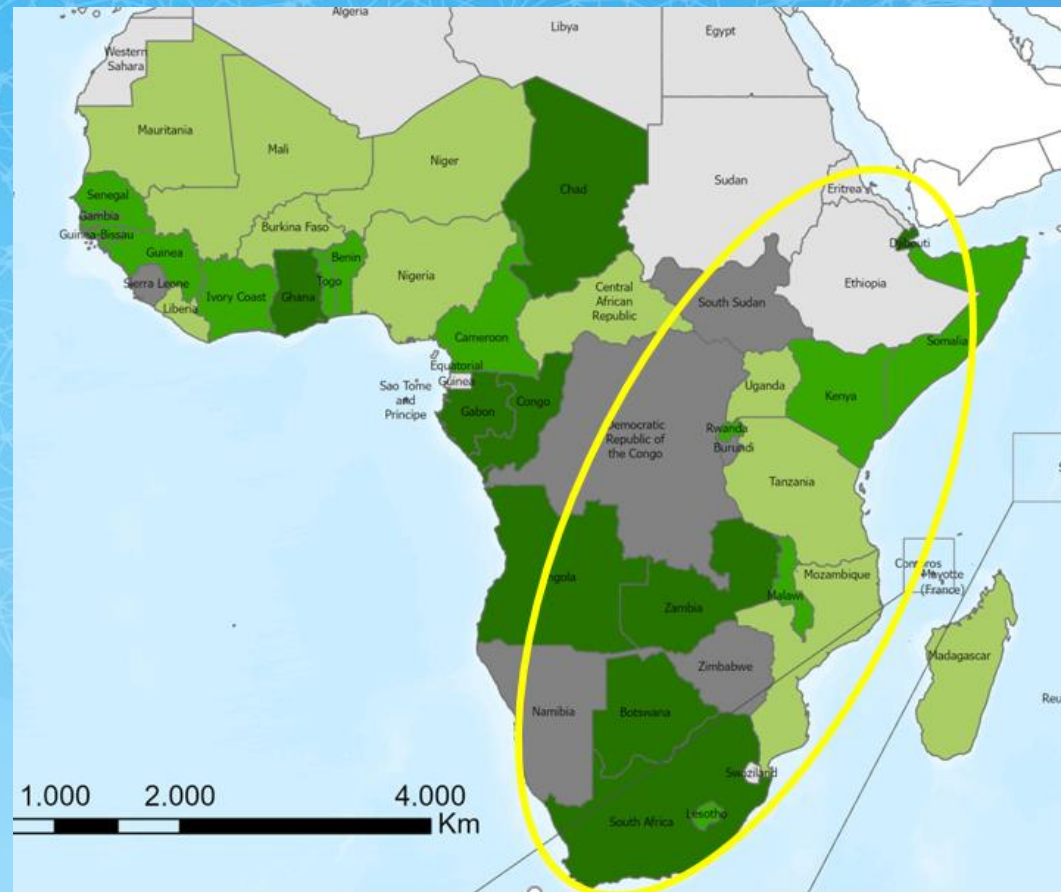 Algeria
Libya
Egypt
Western
Sahara
Mauritania
Mali
Niger
Chad
Sudan
Eritrea
Senegal
Gambia
Guinea-Bissau
Guinea
Sierra Leone
Liberia
Ivory Coast
Burkina Faso
Ghana
Togo
Benin
Nigeria
Cameroon
Central
African
Republic
South Sudan
Ethiopia
Djibouti
Somalia
Equatorial
Guinea
Sao Tome
and
Principe
Gabon
Congo
Democratic
Republic of
the Congo
Uganda
Kenya
Rwanda
Burundi
Tanzania
Comoros
Mayotte
(France)
ngola
Zambia
Malawi
Mozambique
Zimbabwe
Madagascar
Namibia
Botswana
Swaziland
Lesotho
South Africa
Reu
1.000 2.000 4.000
Km